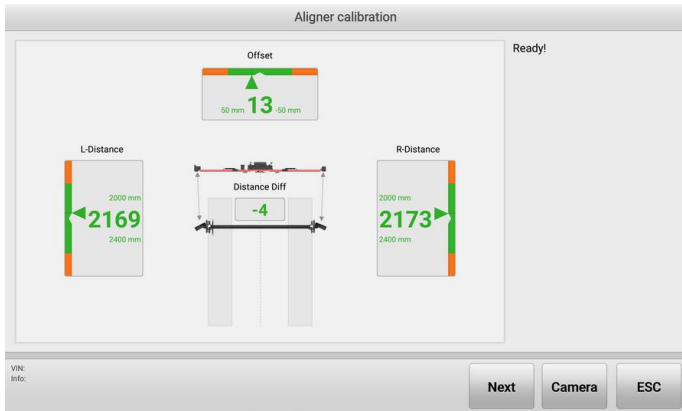 Aligner calibration
Ready!
Offset
50 mm 13 -50 mm
L-Distance
2000 mm
2169
2400 mm
Distance Diff
-4
R-Distance
2000 mm
2173
2400 mm
VIN:
Info:
Next
Camera
ESC